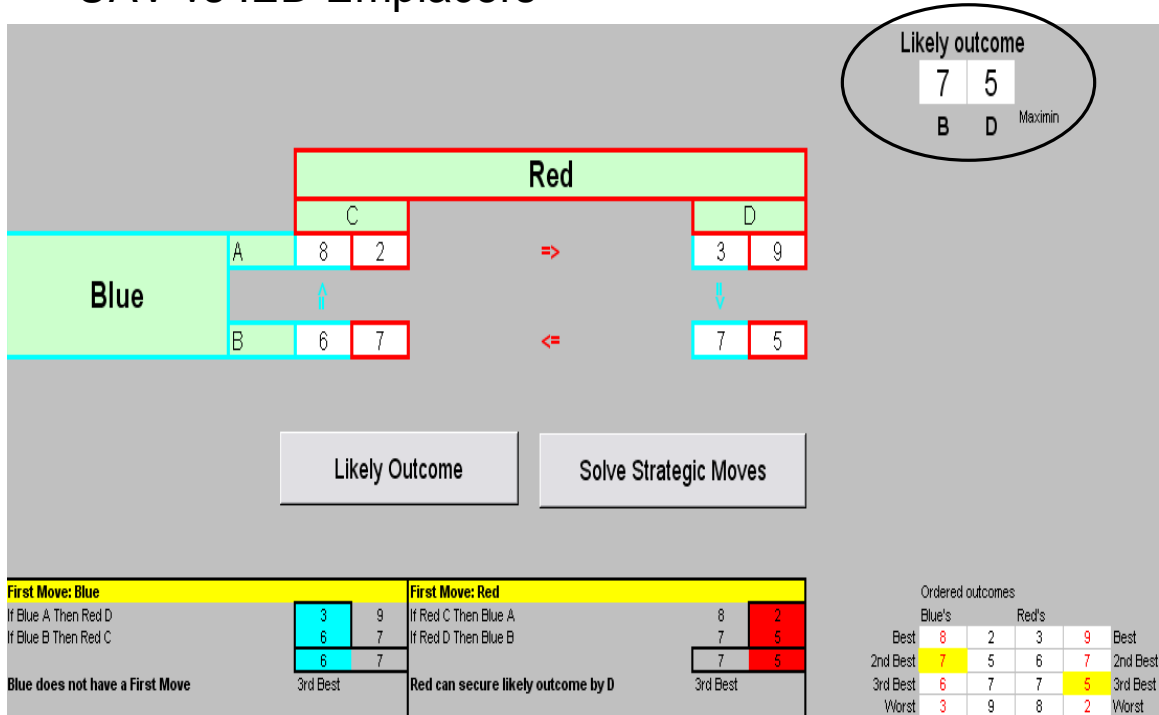 Likely outcome
7 5
B D Maximin
Red
C D
A 8 2 => 3 9
Blue
B 6 7 <= 7 5
Likely Outcome Solve Strategic Moves
First Move: Blue First Move: Red
If Blue A Then Red D 3 9 If Red C Then Blue A 8 2
If Blue B Then Red C 6 7 If Red D Then Blue B 7 5
6 7 7 5
Blue does not have a First Move 3rd Best Red can secure likely outcome by D 3rd Best
Ordered outcomes
Blue's Red's
Best 8 2 3 9 Best
2nd Best 7 5 6 7 2nd Best
3rd Best 6 7 7 5 3rd Best
Worst 3 9 8 2 Worst